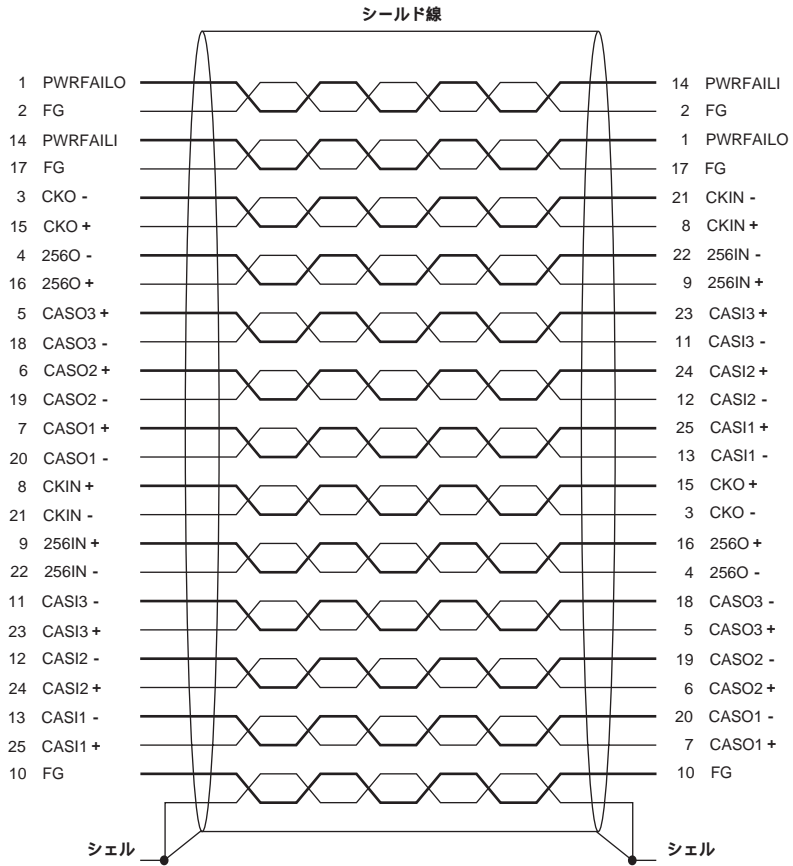 シールド線
1 PWRFAILO 14 PWRFAILI
2 FG 2 FG
14 PWRFAILI 1 PWRFAILO
17 FG 17 FG
3 CKO - 21 CKIN -
15 CKO + 8 CKIN +
4 256O - 22 256IN -
16 256O + 9 256IN +
5 CASO3 + 23 CASI3 +
18 CASO3 - 11 CASI3 -
6 CASO2 + 24 CASI2 +
19 CASO2 - 12 CASI2 -
7 CASO1 + 25 CASI1 +
20 CASO1 - 13 CASI1 -
8 CKIN + 15 CKO +
21 CKIN - 3 CKO -
9 256IN + 16 256O +
22 256IN - 4 256O -
11 CASI3 - 18 CASO3 -
23 CASI3 + 5 CASO3 +
12 CASI2 - 19 CASO2 -
24 CASI2 + 6 CASO2 +
13 CASI1 - 20 CASO1 -
25 CASI1 + 7 CASO1 +
10 FG 10 FG
シェル シェル